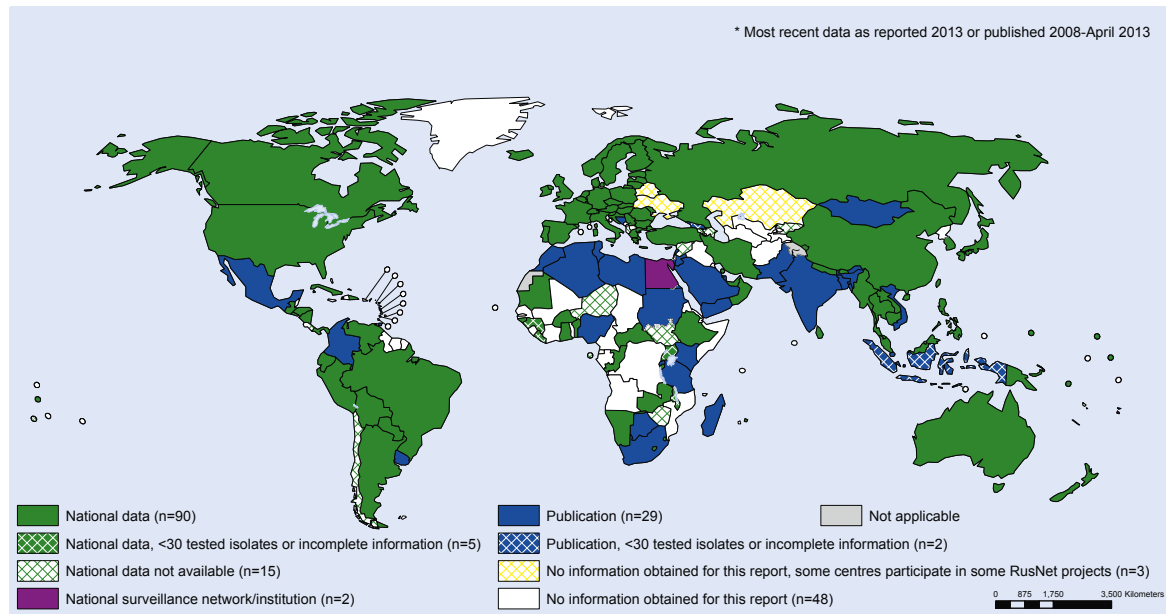 * Most recent data as reported 2013 or published 2008-April 2013
National data (n=90)
National data, <30 tested isolates or incomplete information (n=5)
National data not available (n=15)
National surveillance network/institution (n=2)
Publication (n=29)
Publication, <30 tested isolates or incomplete information (n=2)
No information obtained for this report, some centres participate in some RusNet projects (n=3)
No information obtained for this report (n=48)
Not applicable
0 875 1,750 3,500 Kilometers